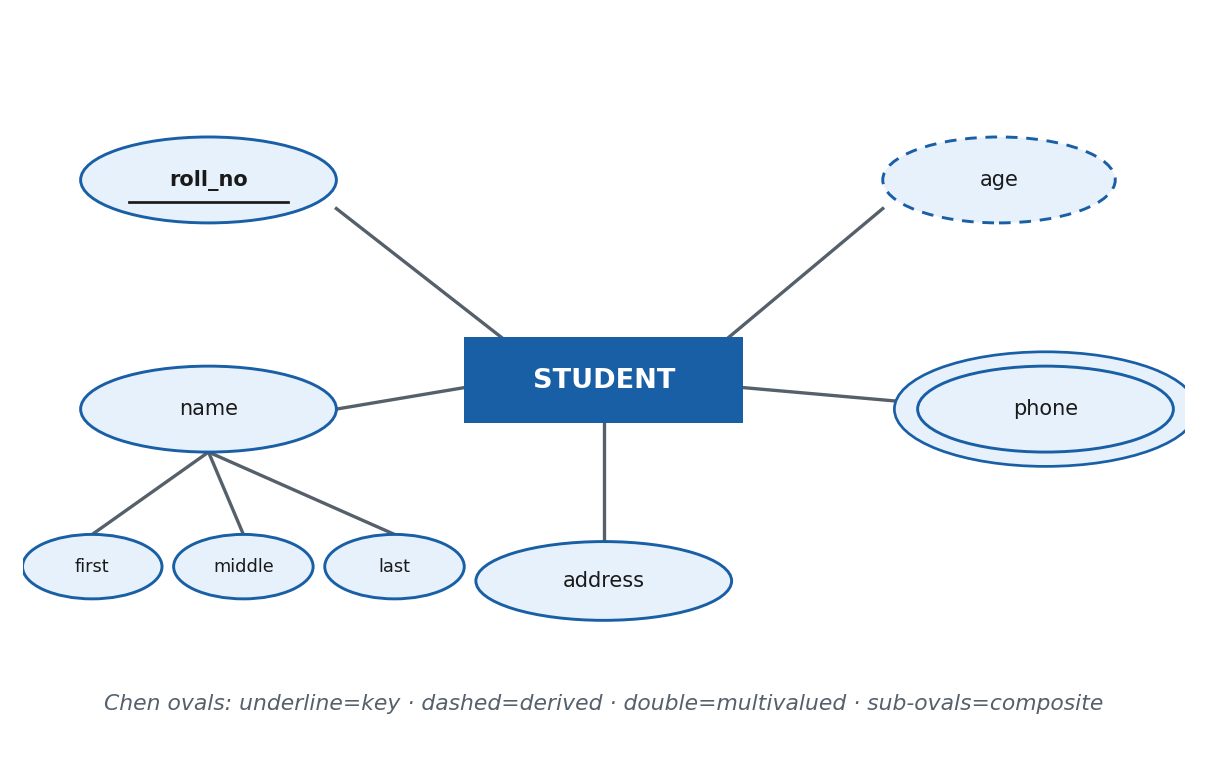 roll_no
age
STUDENT
name
phone
first
middle
last
address
Chen ovals: underline=key · dashed=derived · double=multivalued · sub-ovals=composite